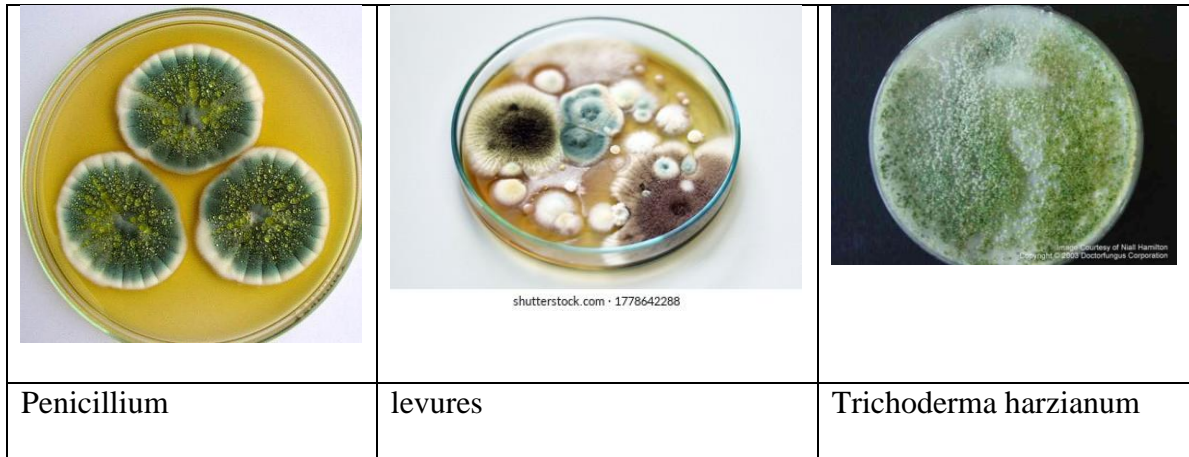 shutterstock.com · 1778642288
Image Courtesy of Niall Hamilton
Copyright © 2003 Doctorfungus Corporation
Penicillium
levures
Trichoderma harzianum